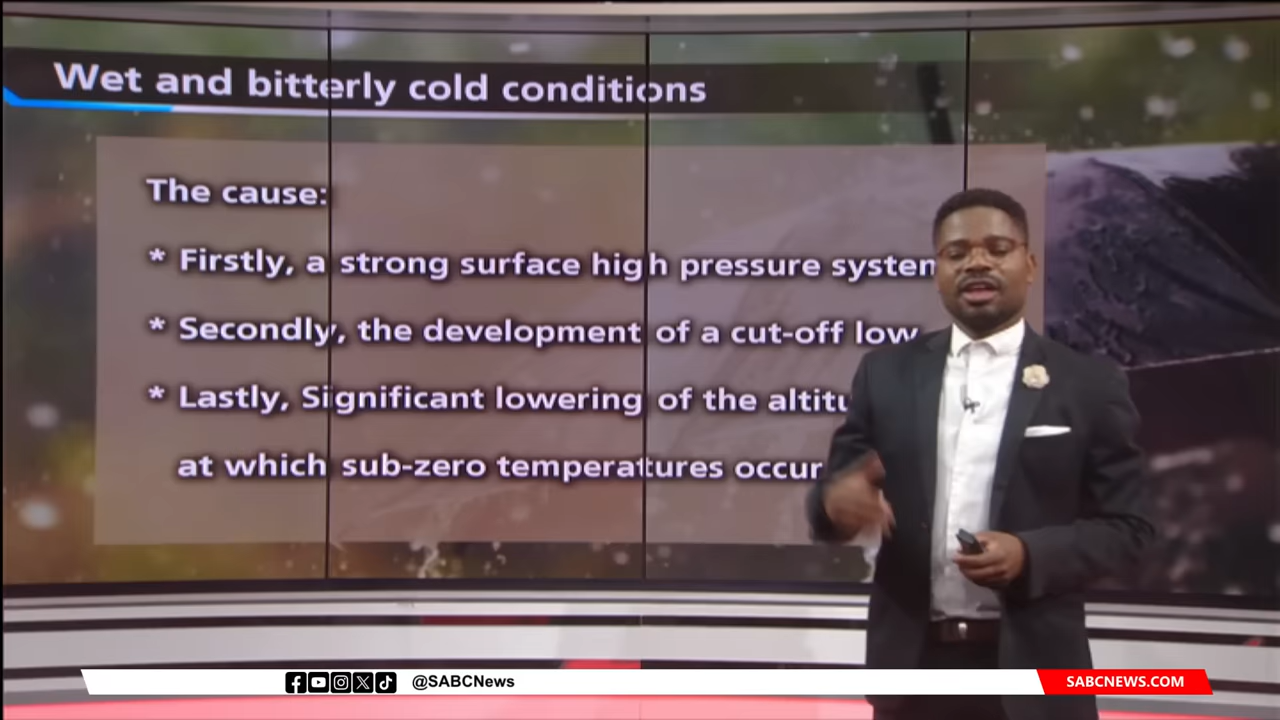 Wet and bitterly cold conditions
The cause:
* Firstly, a strong surface high pressure system
* Secondly, the development of a cut-off low
* Lastly, Significant lowering of the
at which sub-zero temperatures occur
@SABCNews
SABCNEWS.COM